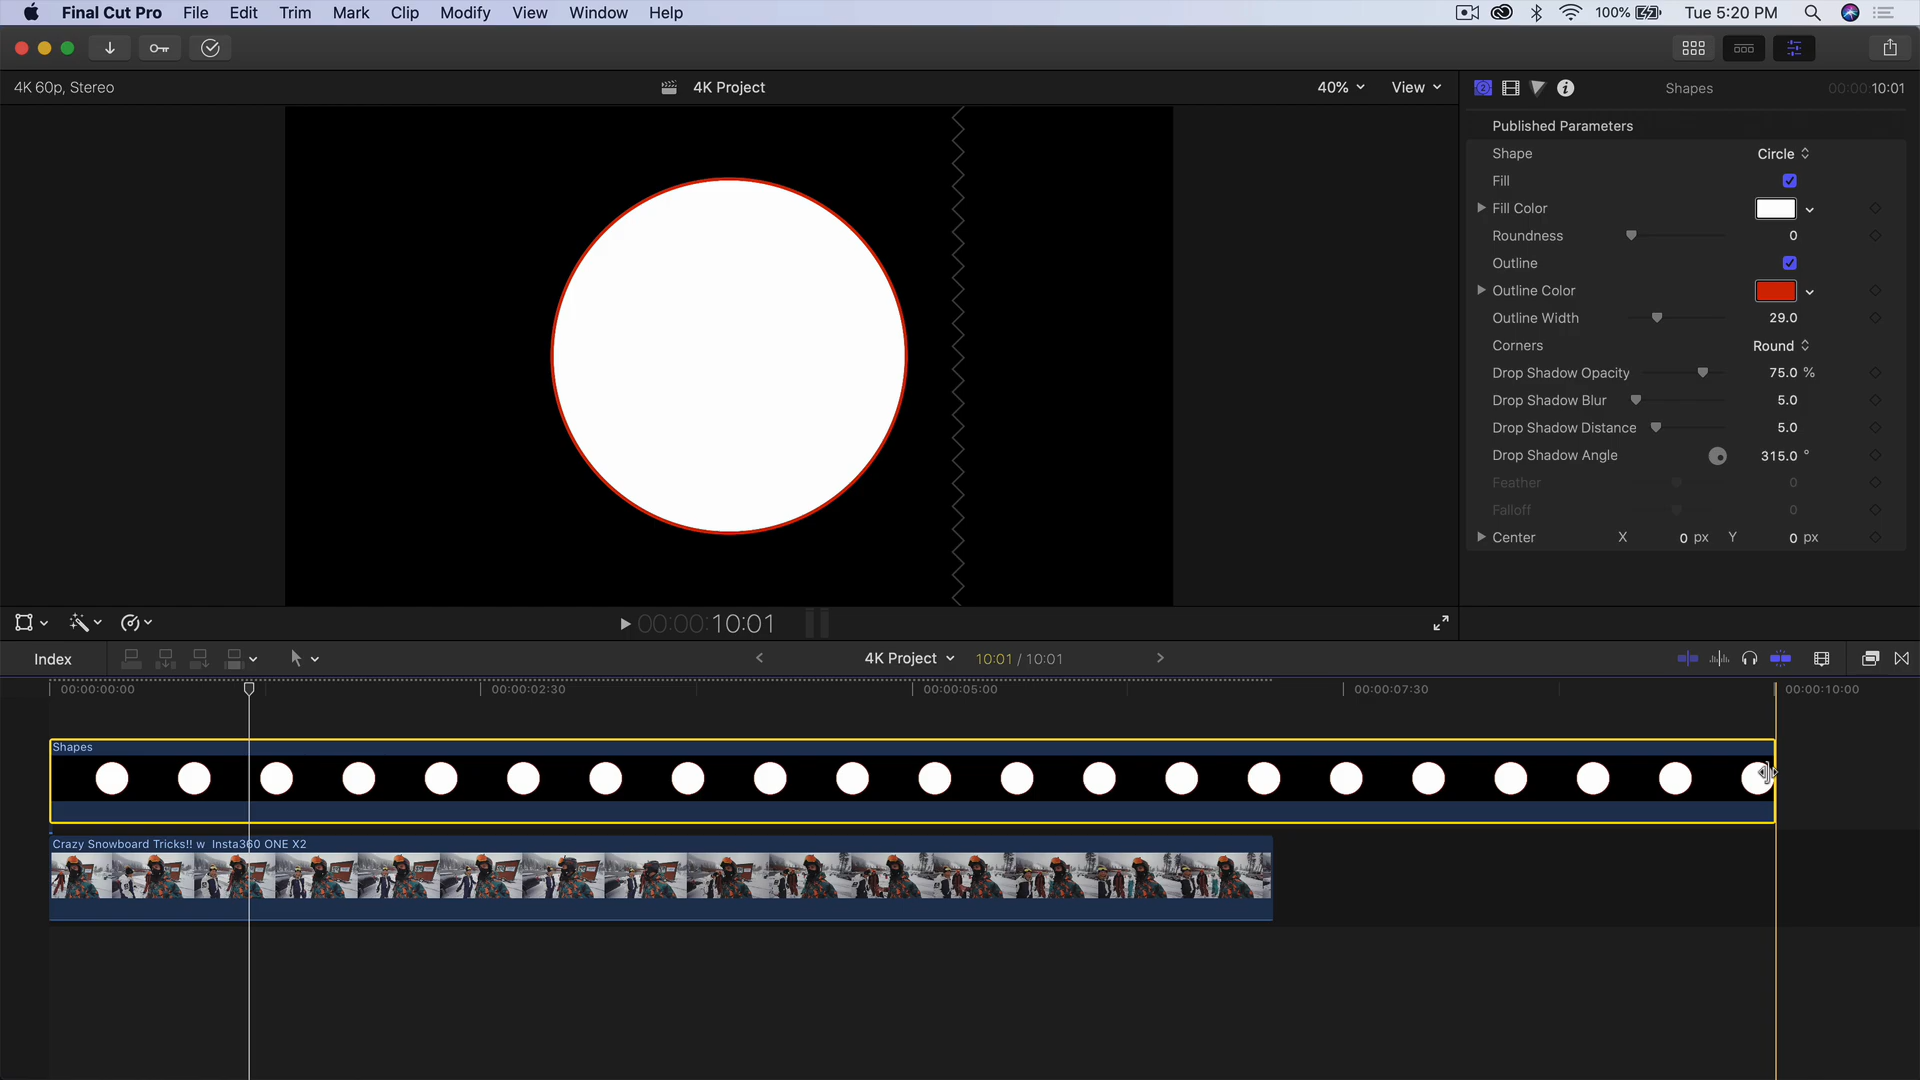 Final Cut Pro File Edit Trim Mark Clip Modify View Window Help 100% Tue 5:20 PM
4K 60p, Stereo 4K Project 40% View Shapes 00:00:10:01
Published Parameters
Shape Circle
Fill
Fill Color
Roundness 0
Outline
Outline Color
Outline Width 29.0
Corners Round
Drop Shadow Opacity 75.0 %
Drop Shadow Blur 5.0
Drop Shadow Distance 5.0
Drop Shadow Angle 315.0 °
Feather 0
Falloff 0
Center X 0 px Y 0 px
00:00:10:01
Index 4K Project 10:01 / 10:01
00:00:00:00 00:00:02:30 00:00:05:00 00:00:07:30 00:00:10:00
Shapes
Crazy Snowboard Tricks!! w Insta360 ONE X2